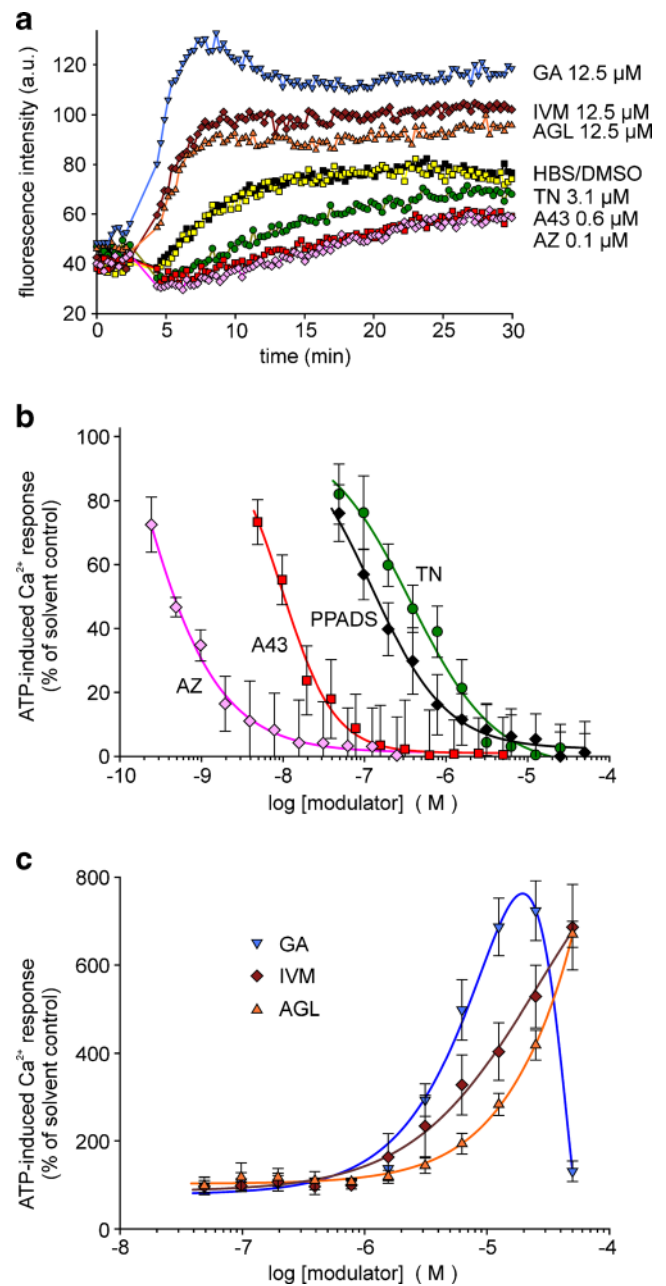 a
fluorescence intensity (a.u.)
120
100
80
60
40
20
0
5
10
15
20
25
30
time (min)
GA 12.5 µM
IVM 12.5 µM
AGL 12.5 µM
HBS/DMSO
TN 3.1 µM
A43 0.6 µM
AZ 0.1 µM
b
ATP-induced Ca²⁺ response
(% of solvent control)
100
80
60
40
20
0
AZ
A43
PPADS
TN
-10
-9
-8
-7
-6
-5
-4
log [modulator] ( M )
c
ATP-induced Ca²⁺ response
(% of solvent control)
800
600
400
200
0
GA
IVM
AGL
-8
-7
-6
-5
-4
log [modulator] ( M )